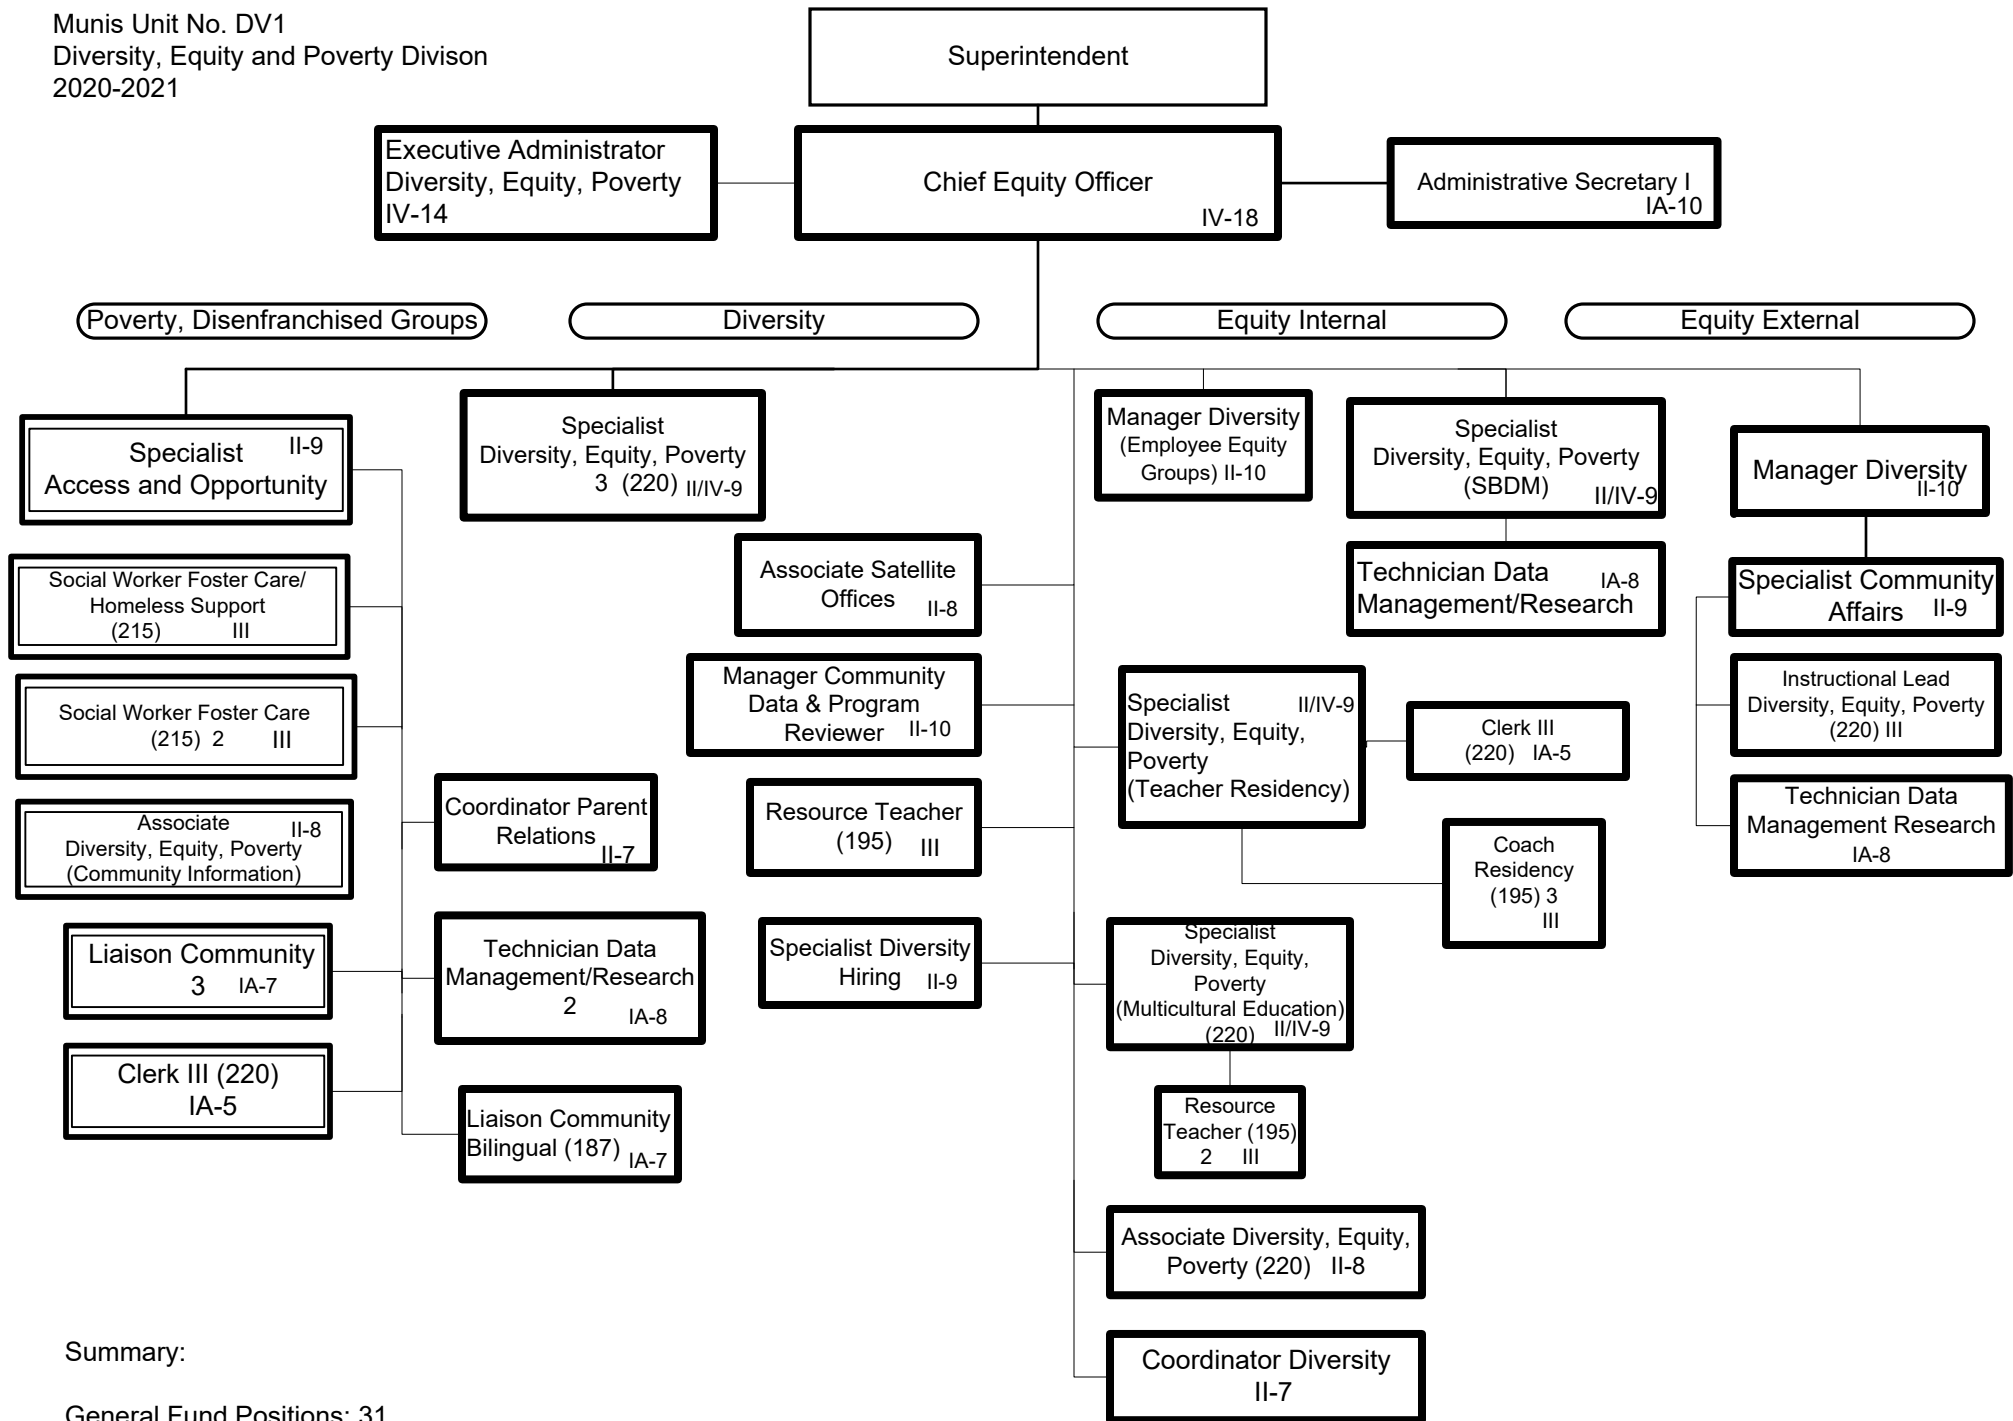 Munis Unit No. DV1
Diversity, Equity and Poverty Divison
2020-2021
Superintendent
Executive Administrator
Diversity, Equity, Poverty
IV-14
Chief Equity Officer
IV-18
Administrative Secretary I
IA-10
Poverty, Disenfranchised Groups
Diversity
Equity Internal
Equity External
Specialist II-9
Access and Opportunity
Social Worker Foster Care/
Homeless Support
(215) III
Social Worker Foster Care
(215) 2 III
Associate II-8
Diversity, Equity, Poverty
(Community Information)
Liaison Community
3 IA-7
Clerk III (220)
IA-5
Coordinator Parent
Relations
II-7
Technician Data
Management/Research
2
IA-8
Liaison Community
Bilingual (187) IA-7
Specialist
Diversity, Equity, Poverty
3 (220) II/IV-9
Associate Satellite
Offices II-8
Manager Community
Data & Program
Reviewer II-10
Resource Teacher
(195) III
Specialist Diversity
Hiring II-9
Manager Diversity
(Employee Equity
Groups) II-10
Specialist
Diversity, Equity, Poverty
(SBDM) II/IV-9
Technician Data IA-8
Management/Research
Specialist II/IV-9
Diversity, Equity,
Poverty
(Teacher Residency)
Clerk III
(220) IA-5
Coach
Residency
(195) 3
III
Specialist
Diversity, Equity,
Poverty
(Multicultural Education)
(220) II/IV-9
Resource
Teacher (195)
2 III
Associate Diversity, Equity,
Poverty (220) II-8
Coordinator Diversity
II-7
Manager Diversity
II-10
Specialist Community
Affairs II-9
Instructional Lead
Diversity, Equity, Poverty
(220) III
Technician Data
Management Research
IA-8
Summary:
General Fund Positions: 31